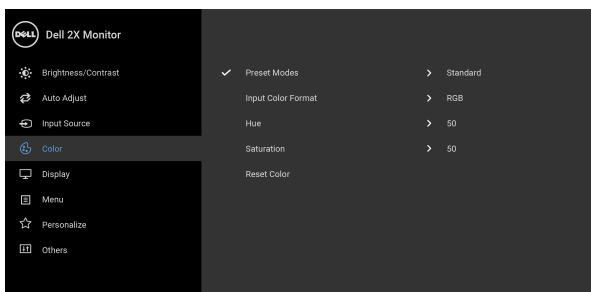 DELL Dell 2X Monitor
Brightness/Contrast
Auto Adjust
Input Source
Color
Display
Menu
Personalize
Others
Preset Modes Standard
Input Color Format RGB
Hue 50
Saturation 50
Reset Color